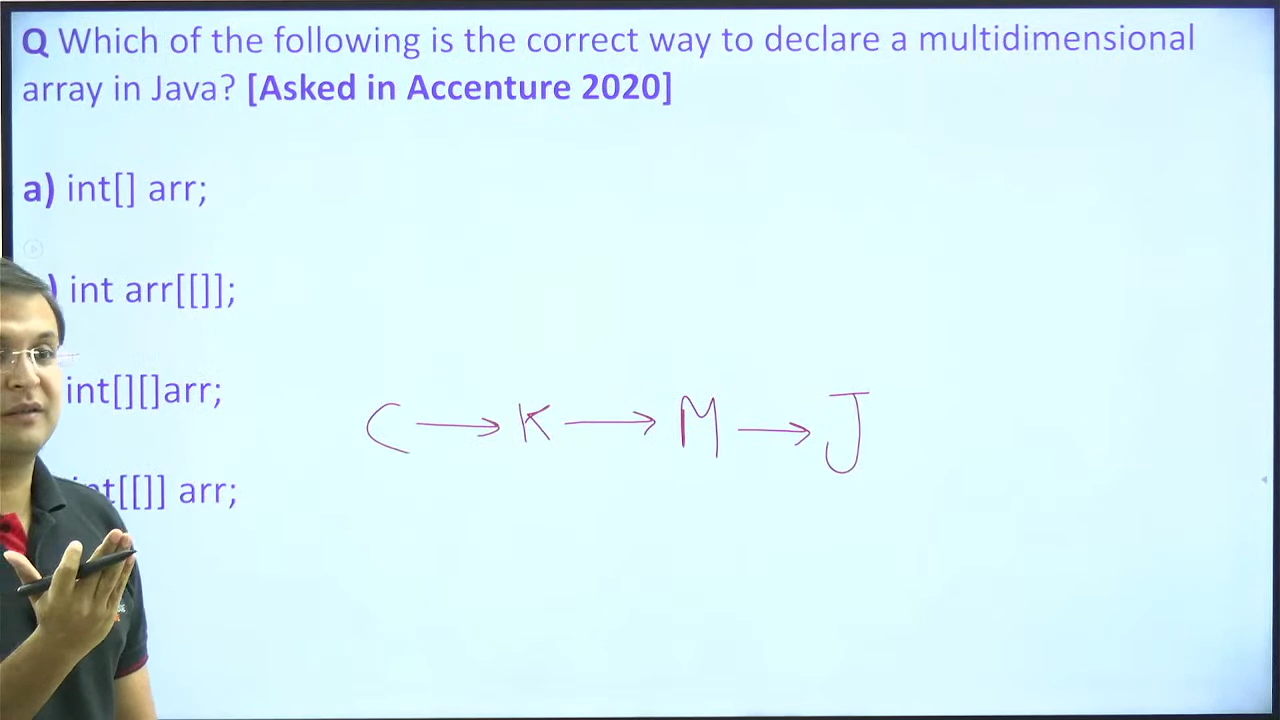 Q Which of the following is the correct way to declare a multidimensional
array in Java? [Asked in Accenture 2020]
a) int[] arr;
) int arr[[]];
int[][]arr;
int[[]] arr;
C → K → M → J